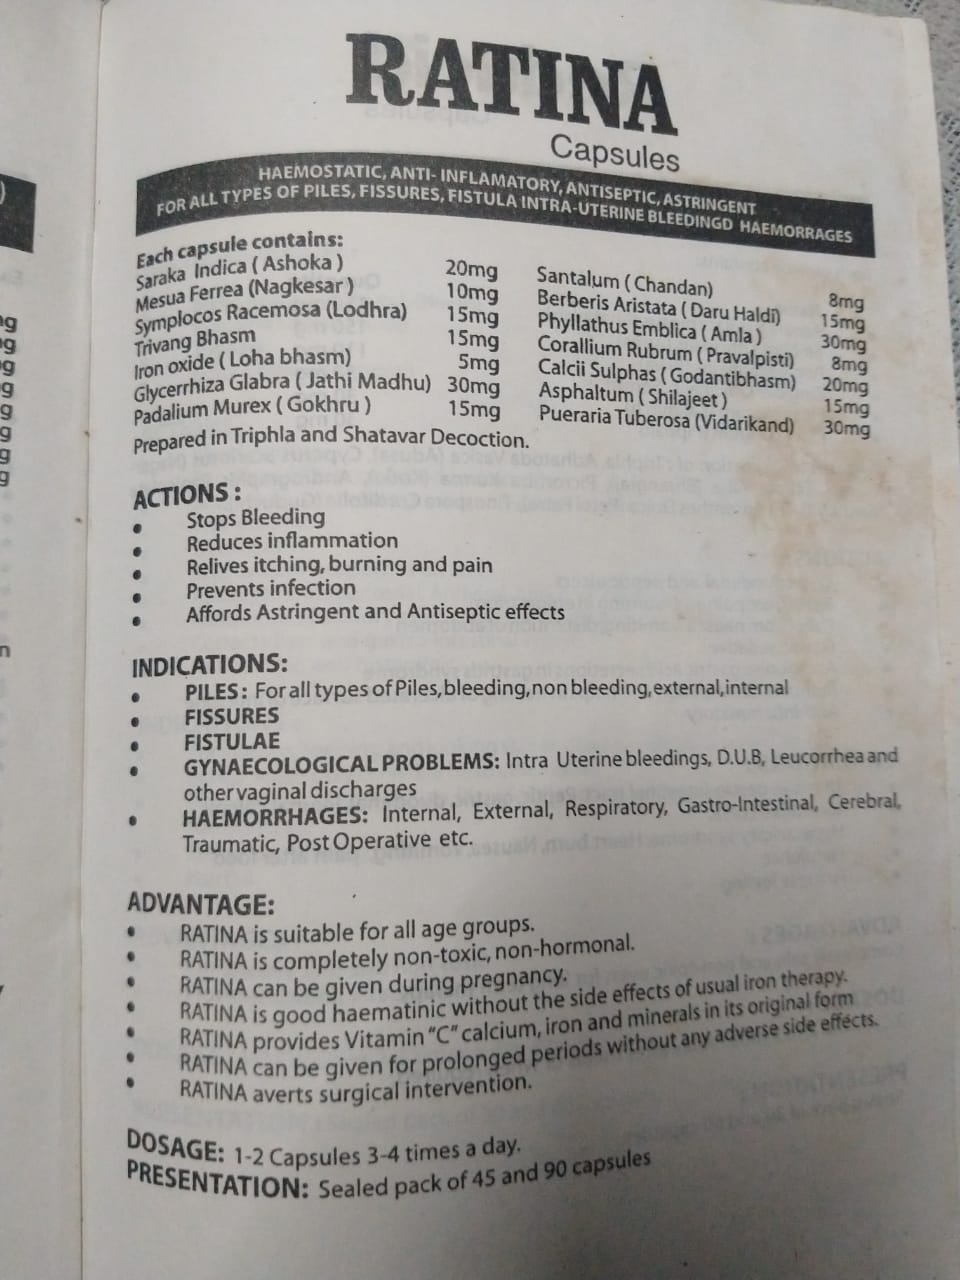 RATINA
Capsules
HAEMOSTATIC, ANTI- INFLAMATORY, ANTISEPTIC, ASTRINGENT
FOR ALL TYPES OF PILES, FISSURES, FISTULA INTRA-UTERINE BLEEDINGD HAEMORRAGES
Each capsule contains:
Saraka Indica ( Ashoka ) 20mg
Mesua Ferrea (Nagkesar ) 10mg
Symplocos Racemosa (Lodhra) 15mg
Trivang Bhasm 15mg
Iron oxide ( Loha bhasm) 5mg
Glycerrhiza Glabra ( Jathi Madhu) 30mg
Padalium Murex ( Gokhru ) 15mg
Santalum ( Chandan) 8mg
Berberis Aristata ( Daru Haldi) 15mg
Phyllathus Emblica ( Amla ) 30mg
Corallium Rubrum ( Pravalpisti) 8mg
Calcii Sulphas ( Godantibhasm) 20mg
Asphaltum ( Shilajeet ) 15mg
Pueraria Tuberosa (Vidarikand) 30mg
Prepared in Triphla and Shatavar Decoction.
ACTIONS :
• Stops Bleeding
• Reduces inflammation
• Relives itching, burning and pain
• Prevents infection
• Affords Astringent and Antiseptic effects
INDICATIONS:
• PILES : For all types of Piles, bleeding, non bleeding, external, internal
• FISSURES
• FISTULAE
• GYNAECOLOGICAL PROBLEMS: Intra Uterine bleedings, D.U.B, Leucorrhea and
other vaginal discharges
• HAEMORRHAGES: Internal, External, Respiratory, Gastro-Intestinal, Cerebral,
Traumatic, Post Operative etc.
ADVANTAGE:
• RATINA is suitable for all age groups.
• RATINA is completely non-toxic, non-hormonal.
• RATINA can be given during pregnancy.
• RATINA is good haematinic without the side effects of usual iron therapy.
• RATINA provides Vitamin "C" calcium, iron and minerals in its original form
• RATINA can be given for prolonged periods without any adverse side effects.
• RATINA averts surgical intervention.
DOSAGE: 1-2 Capsules 3-4 times a day.
PRESENTATION: Sealed pack of 45 and 90 capsules